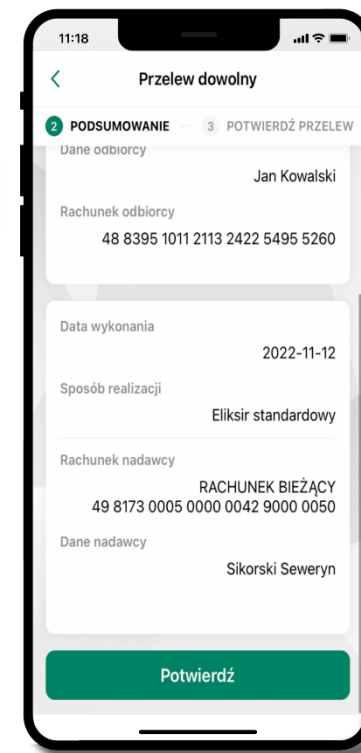 11:18
Przelew dowolny
2 PODSUMOWANIE 3 POTWIERDŹ PRZELEW
Dane odbiorcy
Jan Kowalski
Rachunek odbiorcy
48 8395 1011 2113 2422 5495 5260
Data wykonania
2022-11-12
Sposób realizacji
Eliksir standardowy
Rachunek nadawcy
RACHUNEK BIEŻĄCY
49 8173 0005 0000 0042 9000 0050
Dane nadawcy
Sikorski Seweryn
Potwierdź